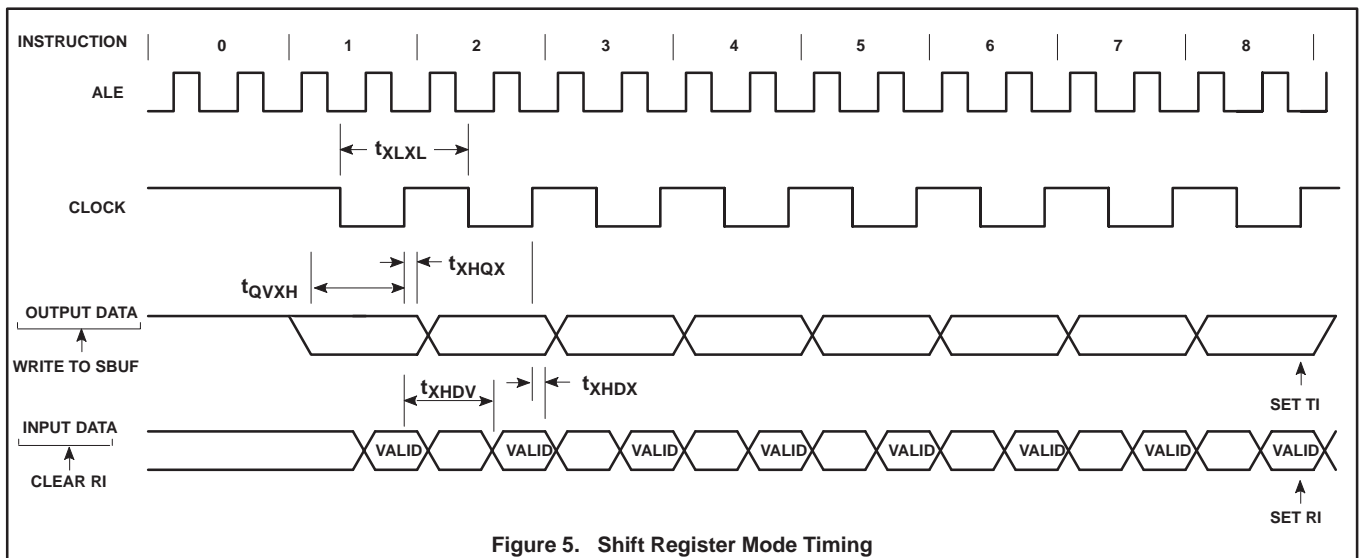 INSTRUCTION 0 1 2 3 4 5 6 7 8
ALE
tXLXL
CLOCK
tXHQX
tQVXH
OUTPUT DATA
WRITE TO SBUF
tXHDV
tXHDX
SET TI
INPUT DATA
VALID VALID VALID VALID VALID VALID VALID VALID
CLEAR RI
SET RI
Figure 5. Shift Register Mode Timing